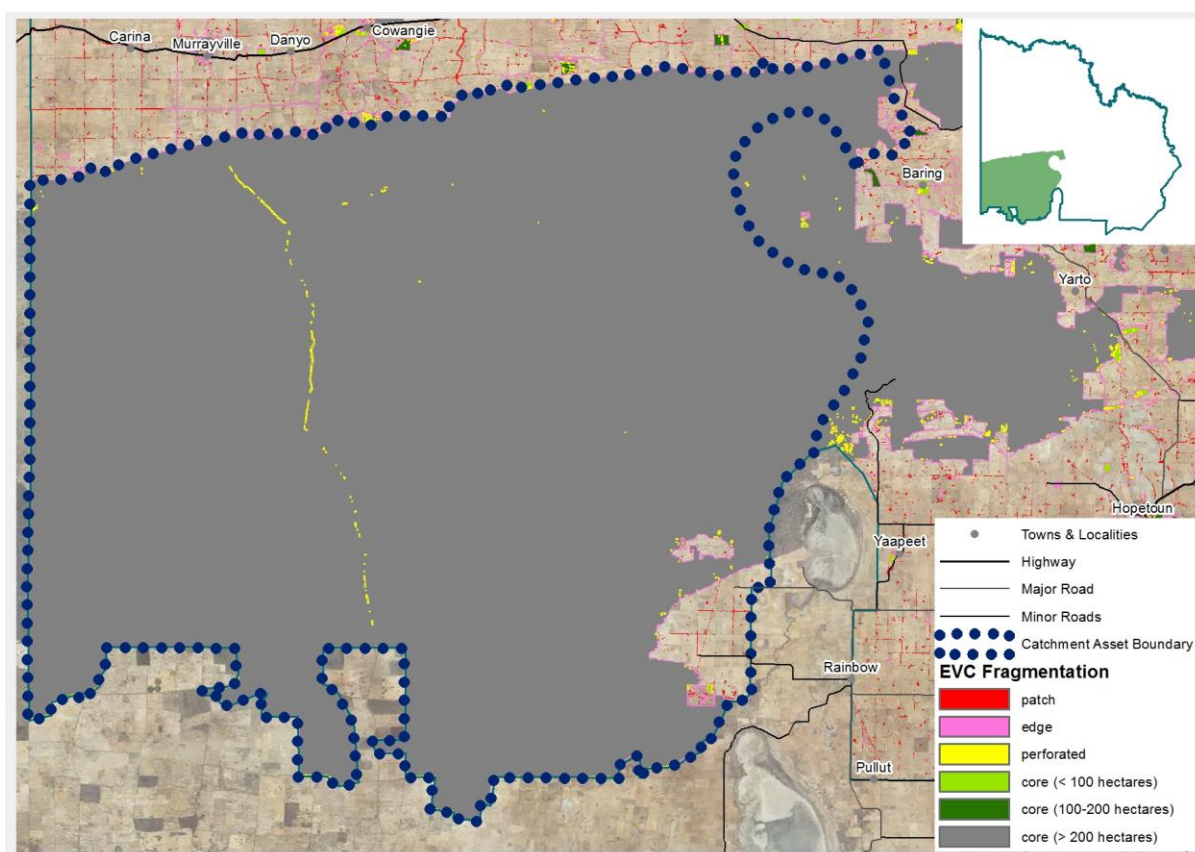 Cowangie
Carina
Murrayville
Danyo
Baring
Yarto
Hopetoun
Yaapeet
Rainbow
Pullut
Towns & Localities
Highway
Major Road
Minor Roads
Catchment Asset Boundary
EVC Fragmentation
patch
edge
perforated
core (< 100 hectares)
core (100-200 hectares)
core (> 200 hectares)